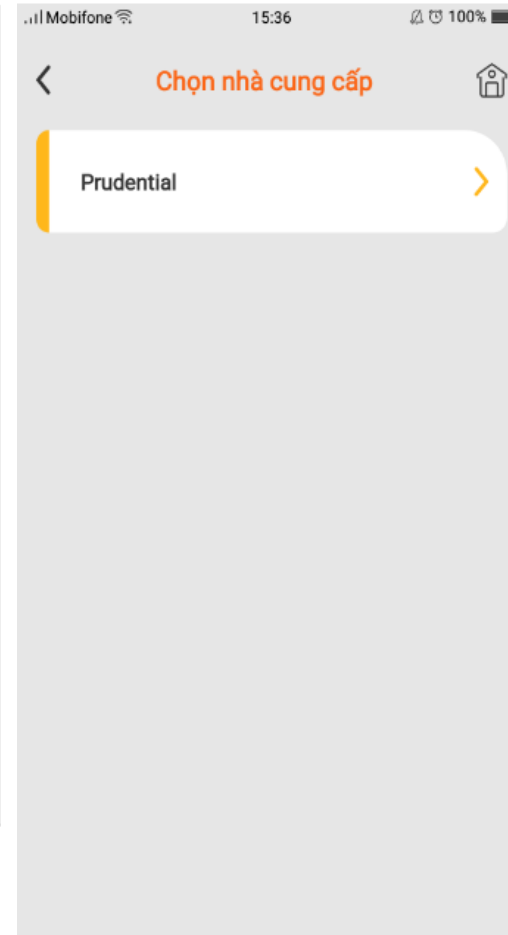 Mobifone 15:36 100%
Chọn nhà cung cấp
Prudential